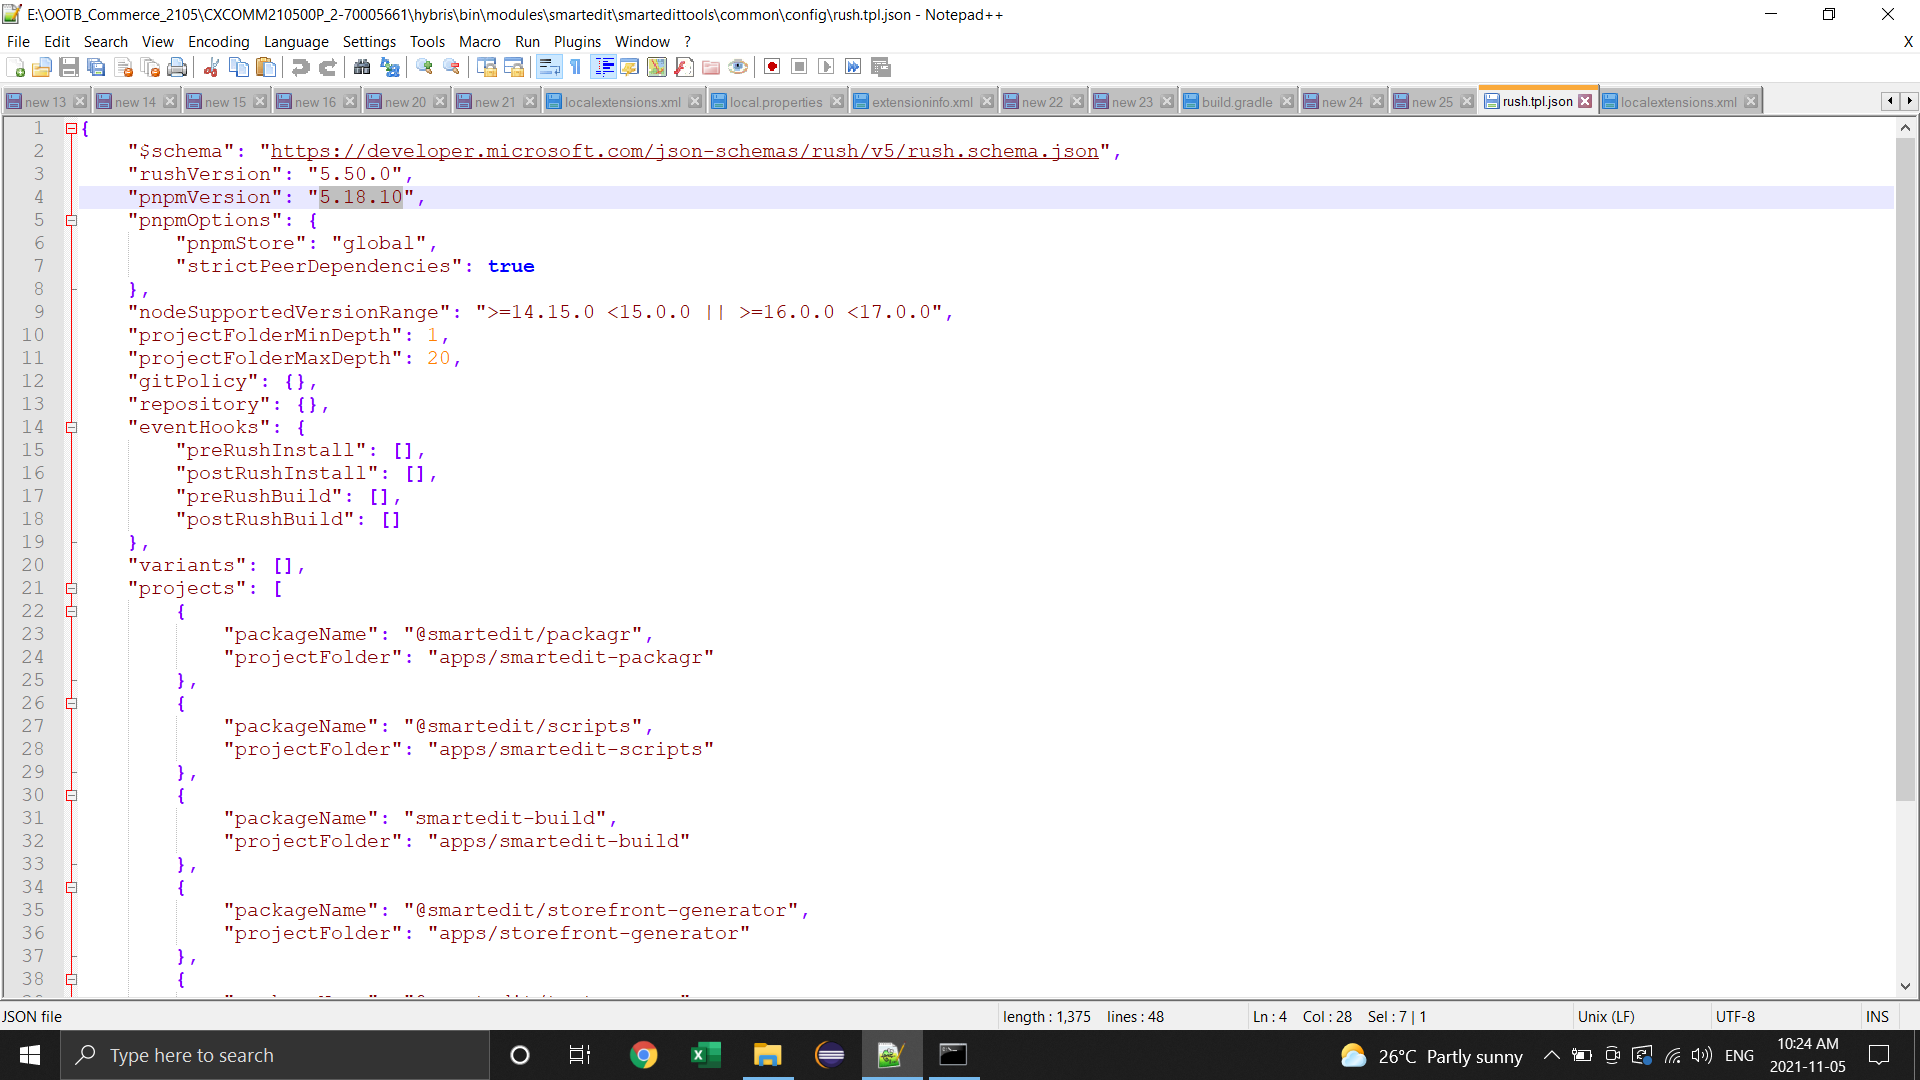 E:\OOTB_Commerce_2105\CXCOMM210500P_2-70005661\hybris\bin\modules\smartedit\smartedittools\common\config\rush.tpl.json - Notepad++
File Edit Search View Encoding Language Settings Tools Macro Run Plugins Window ? X
new 13 new 14 new 15 new 16 new 20 new 21 localextensions.xml local.properties extensioninfo.xml new 22 new 23 build.gradle new 24 new 25 rush.tpl.json localextensions.xml
1 {
2 "$schema": "https://developer.microsoft.com/json-schemas/rush/v5/rush.schema.json",
3 "rushVersion": "5.50.0",
4 "pnpmVersion": "5.18.10",
5 "pnpmOptions": {
6 "pnpmStore": "global",
7 "strictPeerDependencies": true
8 },
9 "nodeSupportedVersionRange": ">=14.15.0 <15.0.0 || >=16.0.0 <17.0.0",
10 "projectFolderMinDepth": 1,
11 "projectFolderMaxDepth": 20,
12 "gitPolicy": {},
13 "repository": {},
14 "eventHooks": {
15 "preRushInstall": [],
16 "postRushInstall": [],
17 "preRushBuild": [],
18 "postRushBuild": []
19 },
20 "variants": [],
21 "projects": [
22 {
23 "packageName": "@smartedit/packagr",
24 "projectFolder": "apps/smartedit-packagr"
25 },
26 {
27 "packageName": "@smartedit/scripts",
28 "projectFolder": "apps/smartedit-scripts"
29 },
30 {
31 "packageName": "smartedit-build",
32 "projectFolder": "apps/smartedit-build"
33 },
34 {
35 "packageName": "@smartedit/storefront-generator",
36 "projectFolder": "apps/storefront-generator"
37 },
38 {
JSON file length : 1,375 lines : 48 Ln : 4 Col : 28 Sel : 7 | 1 Unix (LF) UTF-8 INS
Type here to search 26°C Partly sunny ENG 10:24 AM
2021-11-05